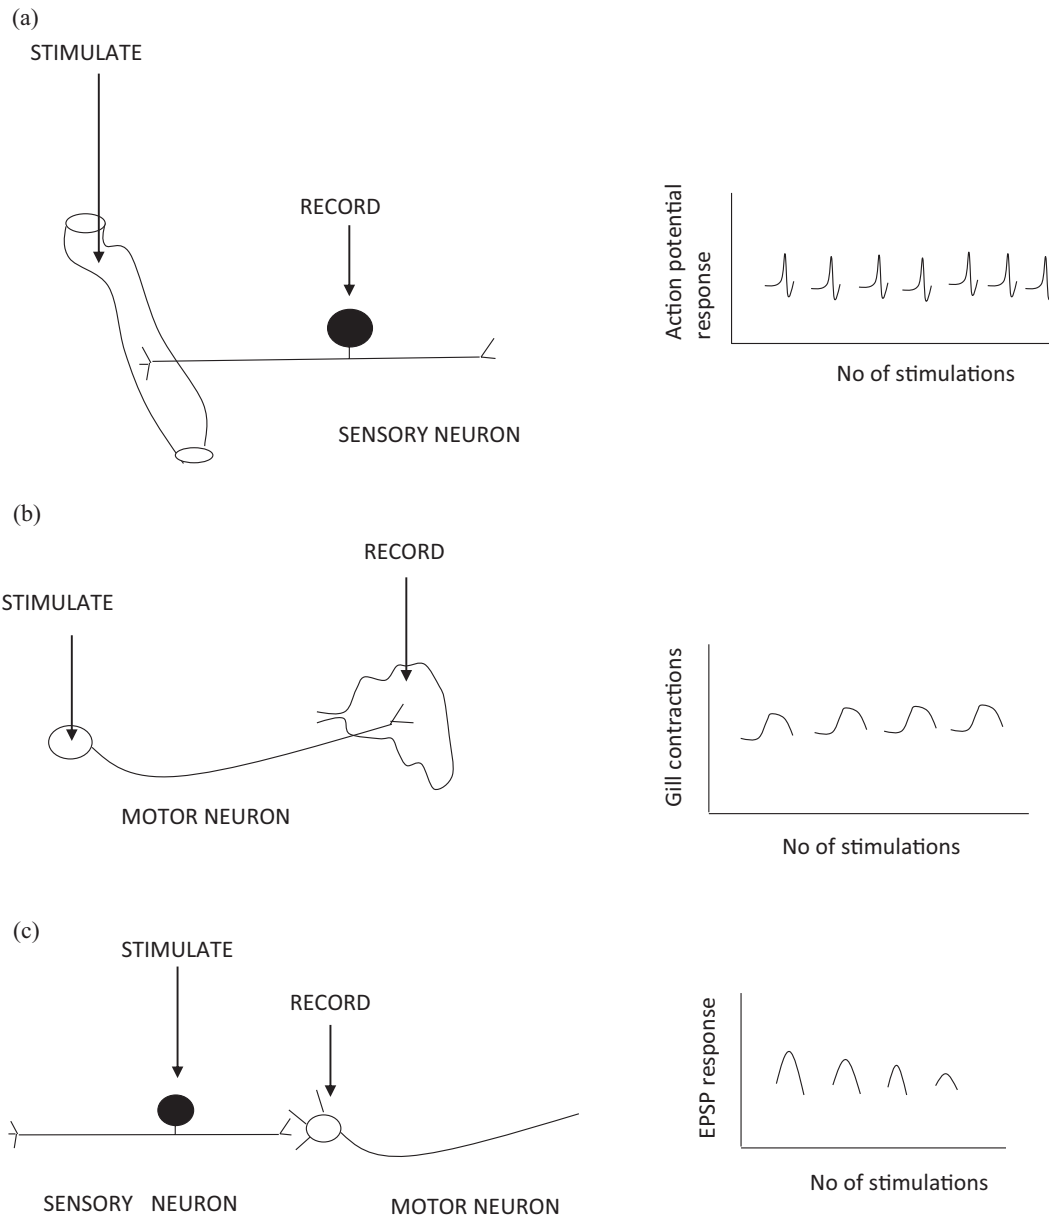 (a)
STIMULATE
RECORD
SENSORY NEURON
Action potential
response
No of stimulations
(b)
RECORD
STIMULATE
MOTOR NEURON
Gill contractions
No of stimulations
(c)
STIMULATE
RECORD
SENSORY NEURON
MOTOR NEURON
EPSP response
No of stimulations